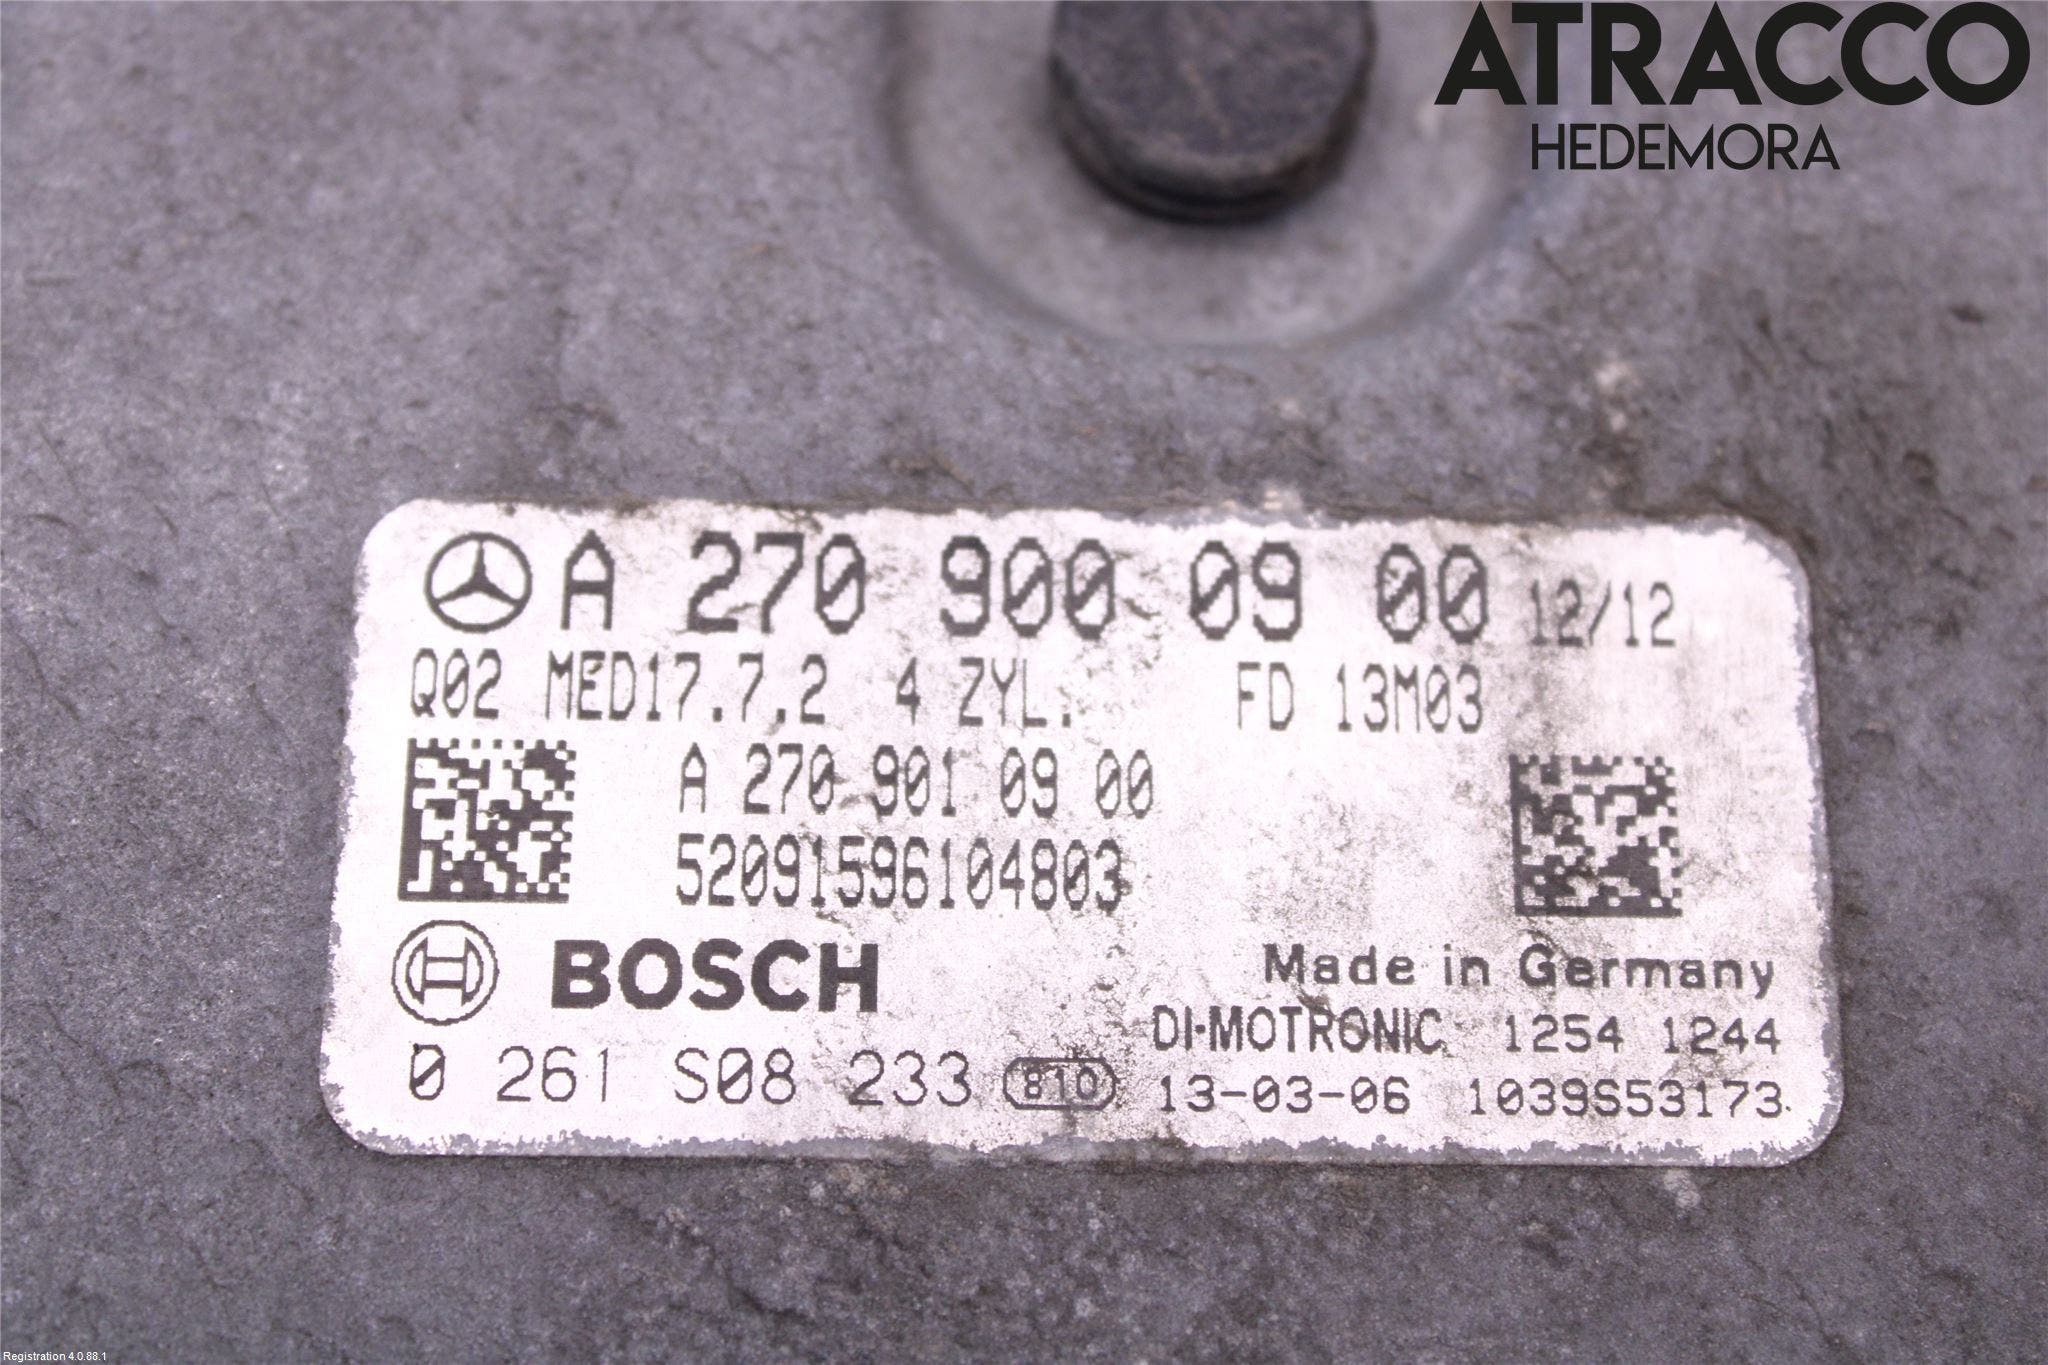 ATRACCO
HEDEMORA
A 270 900 09 00 12/12
Q02 MED17.7.2 4 ZYL. FD 13M03
A 270 901 09 00
52091596104803
BOSCH
Made in Germany
DI-MOTRONIC 1254 1244
0 261 S08 233 810 13-03-06 1039S53173
Registration 4.0.88.1